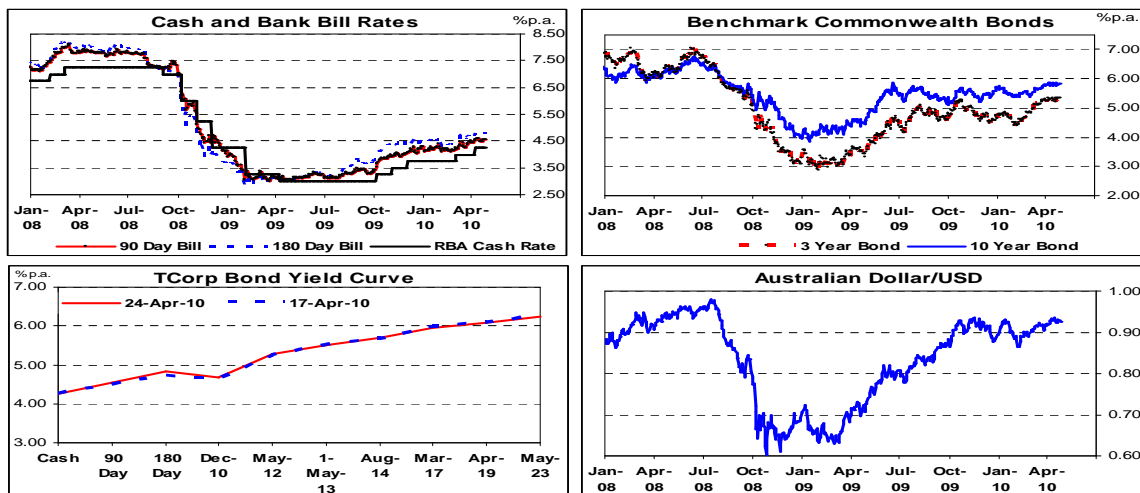 Cash and Bank Bill Rates
%p.a.
8.50
7.50
6.50
5.50
4.50
3.50
2.50
Jan- Apr- Jul- Oct- Jan- Apr- Jul- Oct- Jan- Apr-
08 08 08 08 09 09 09 09 10 10
90 Day Bill 180 Day Bill RBA Cash Rate
Benchmark Commonwealth Bonds
%p.a.
7.00
6.00
5.00
4.00
3.00
2.00
Jan- Apr- Jul- Oct- Jan- Apr- Jul- Oct- Jan- Apr-
08 08 08 08 09 09 09 09 10 10
3 Year Bond 10 Year Bond
TCorp Bond Yield Curve
%p.a.
7.00
24-Apr-10 17-Apr-10
6.00
5.00
4.00
3.00
Cash 90 180 Dec- May- 1- Aug- Mar- Apr- May-
Day Day 10 12 May- 14 17 19 23
13
Australian Dollar/USD
1.00
0.90
0.80
0.70
0.60
Jan- Apr- Jul- Oct- Jan- Apr- Jul- Oct- Jan- Apr-
08 08 08 08 09 09 09 09 10 10